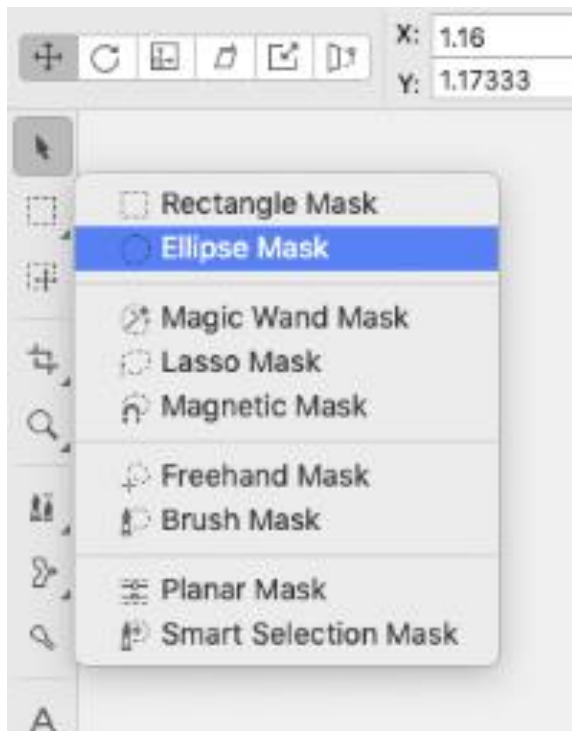 X: 1.16
Y: 1.17333
Rectangle Mask
Ellipse Mask
Magic Wand Mask
Lasso Mask
Magnetic Mask
Freehand Mask
Brush Mask
Planar Mask
Smart Selection Mask
A